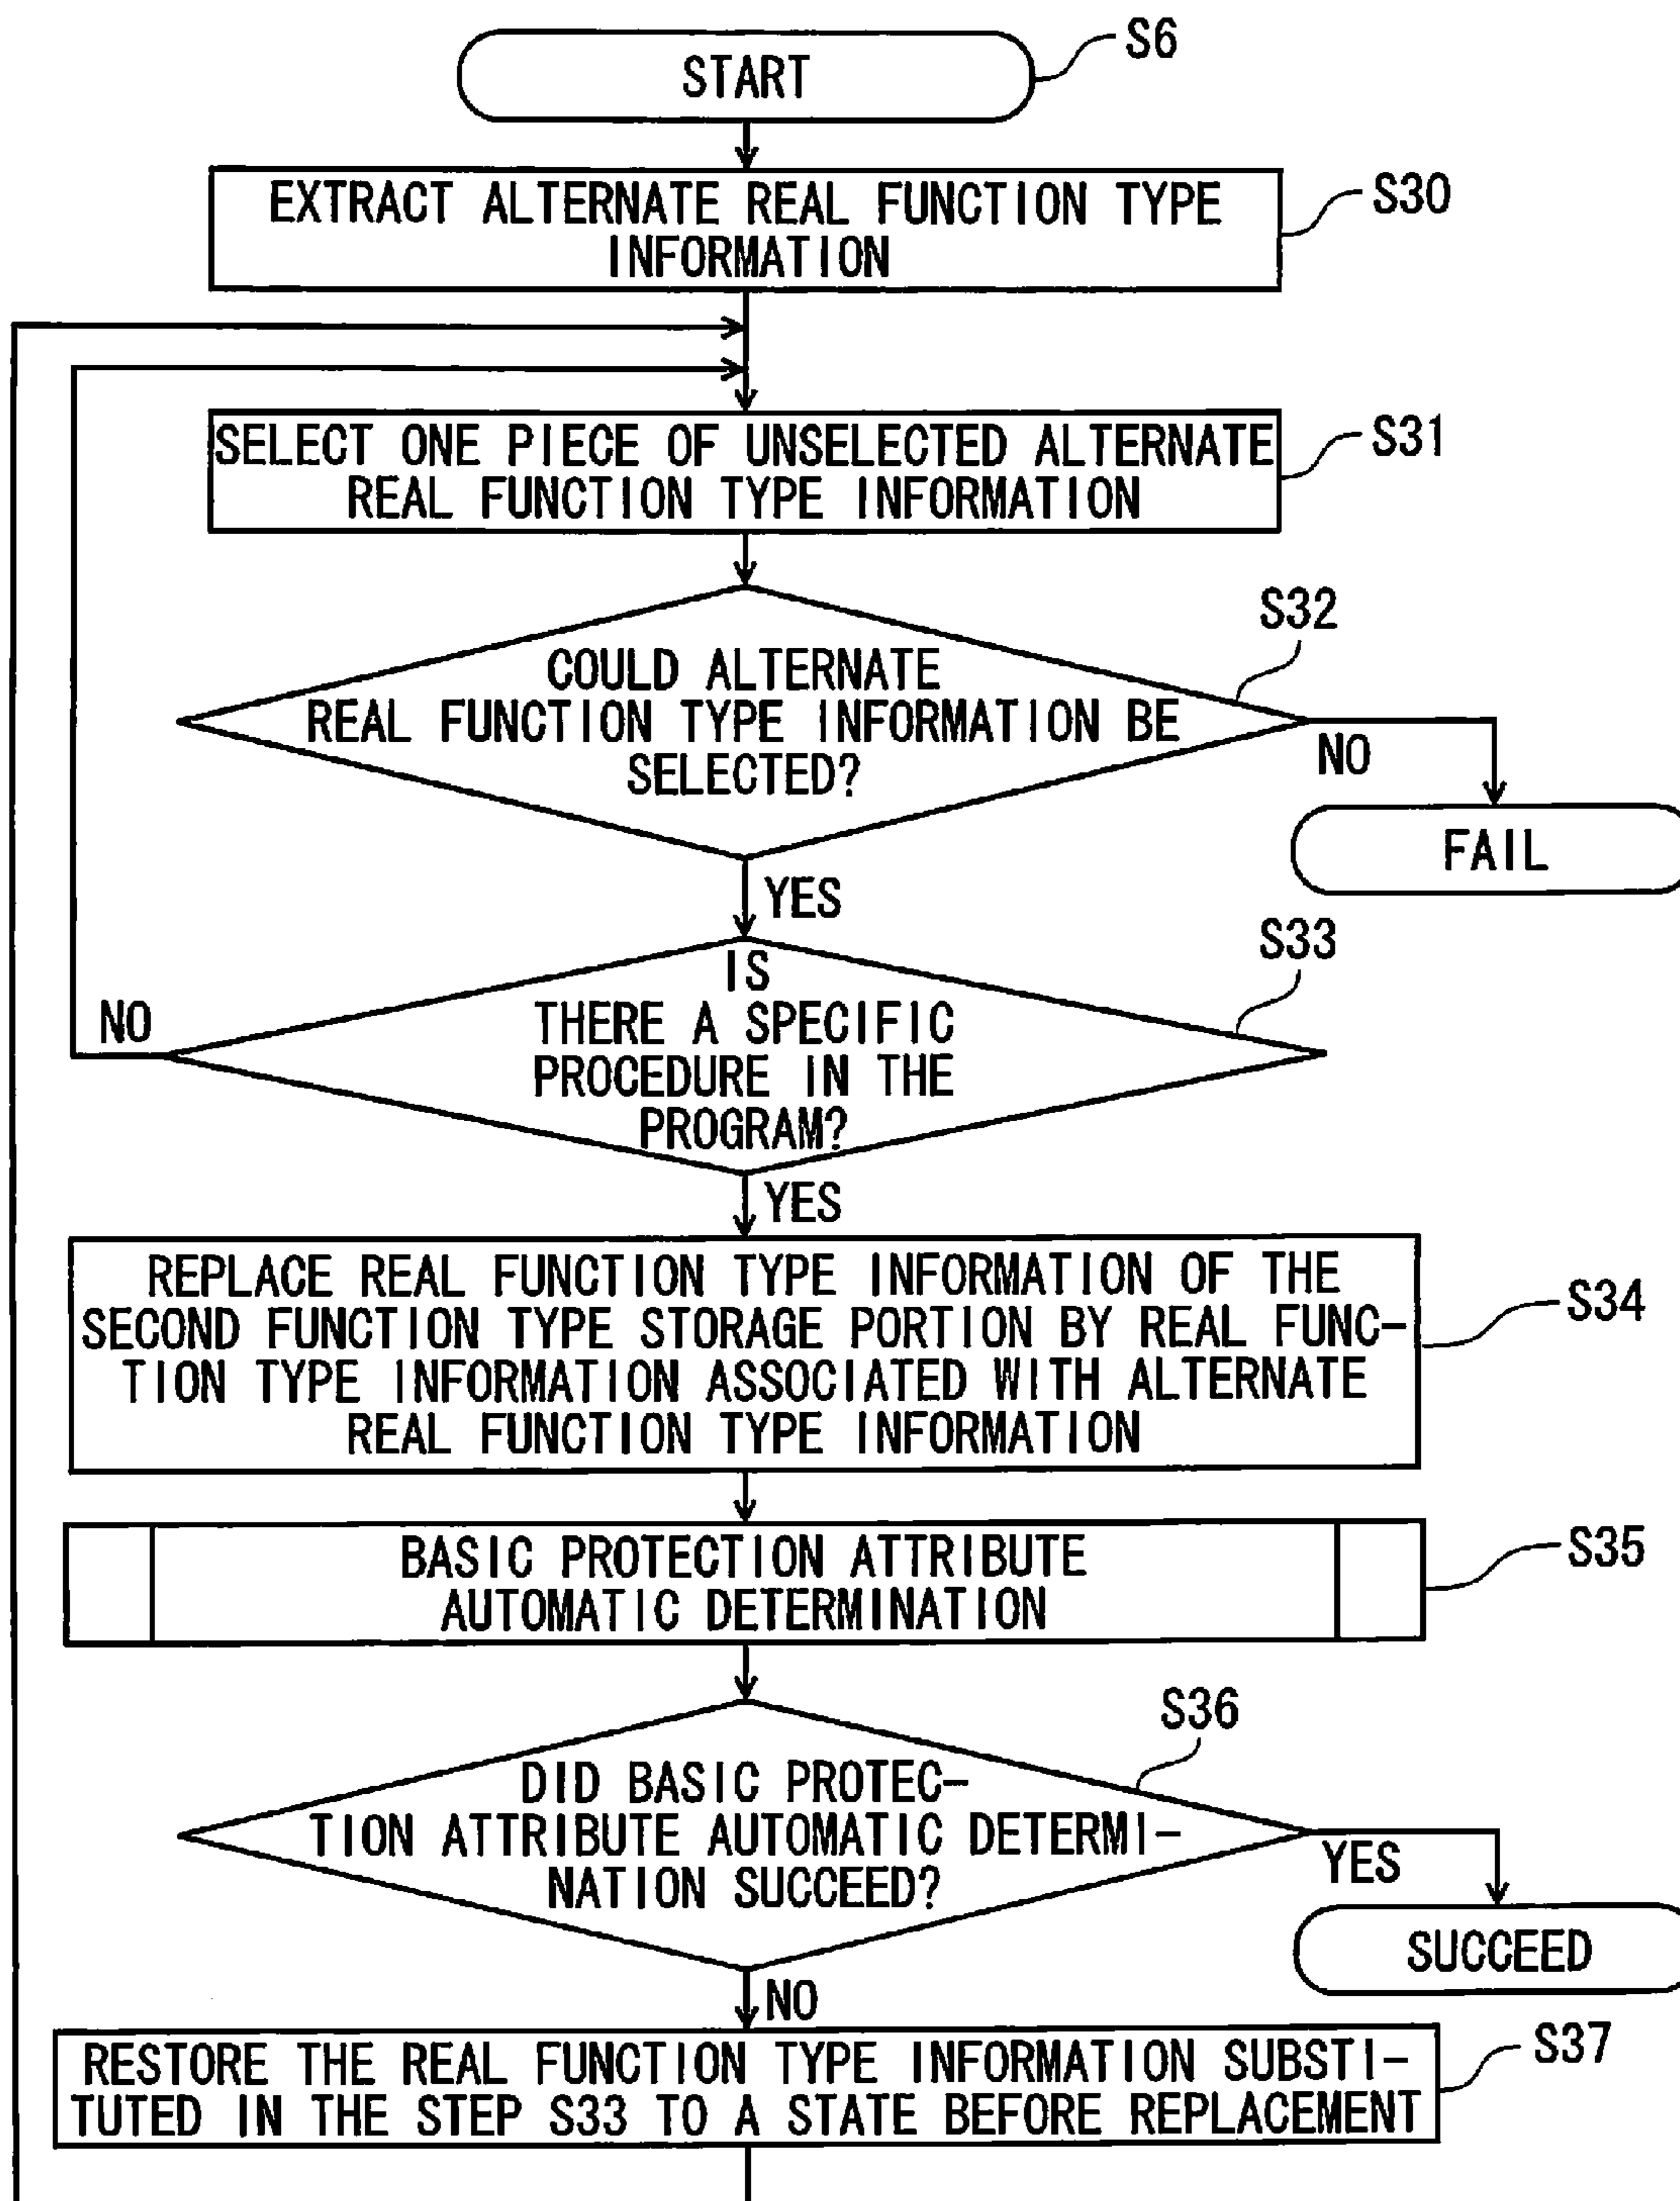 START
S6
EXTRACT ALTERNATE REAL FUNCTION TYPE
INFORMATION
S30
SELECT ONE PIECE OF UNSELECTED ALTERNATE
REAL FUNCTION TYPE INFORMATION
S31
S32
COULD ALTERNATE
REAL FUNCTION TYPE INFORMATION BE
SELECTED?
NO
FAIL
YES
S33
IS
THERE A SPECIFIC
PROCEDURE IN THE
PROGRAM?
NO
YES
REPLACE REAL FUNCTION TYPE INFORMATION OF THE
SECOND FUNCTION TYPE STORAGE PORTION BY REAL FUNC-
TION TYPE INFORMATION ASSOCIATED WITH ALTERNATE
REAL FUNCTION TYPE INFORMATION
S34
BASIC PROTECTION ATTRIBUTE
AUTOMATIC DETERMINATION
S35
S36
DID BASIC PROTEC-
TION ATTRIBUTE AUTOMATIC DETERMI-
NATION SUCCEED?
YES
SUCCEED
NO
RESTORE THE REAL FUNCTION TYPE INFORMATION SUBSTI-
TUTED IN THE STEP S33 TO A STATE BEFORE REPLACEMENT
S37